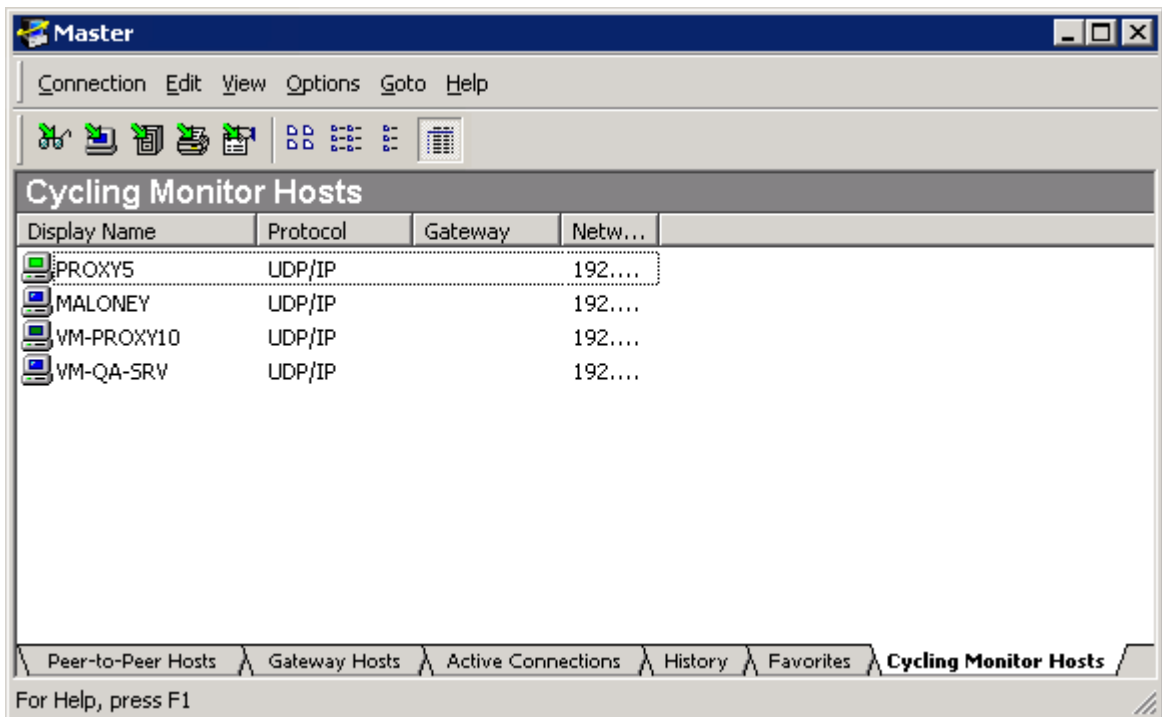 Master
Connection Edit View Options Goto Help
Cycling Monitor Hosts
Display Name Protocol Gateway Netw...
PROXY5 UDP/IP 192....
MALONEY UDP/IP 192....
VM-PROXY10 UDP/IP 192....
VM-QA-SRV UDP/IP 192....
Peer-to-Peer Hosts Gateway Hosts Active Connections History Favorites Cycling Monitor Hosts
For Help, press F1